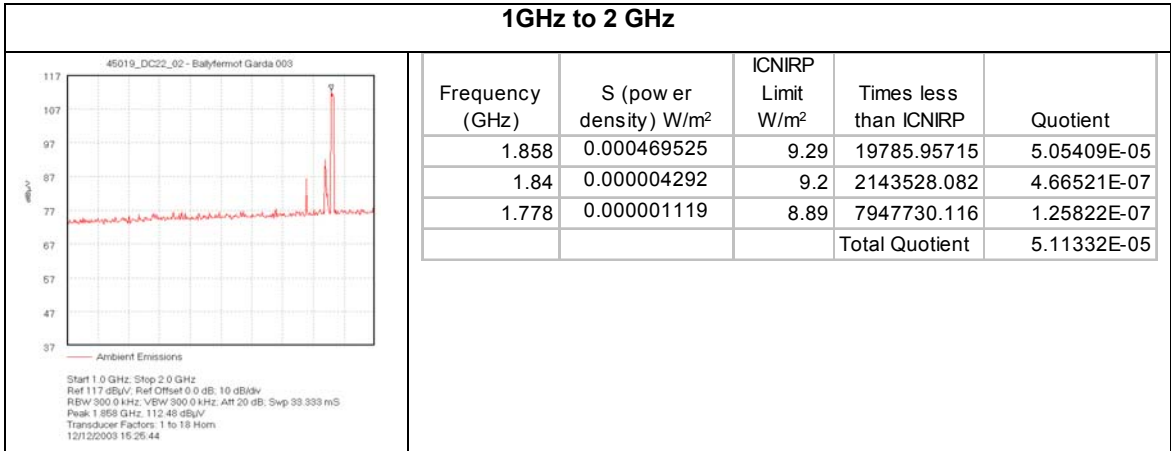 1GHz to 2 GHz
45019_DC22_02 - Ballyfermot Garda 003
117
107
97
87
77
67
57
47
37
dBµV
Ambient Emissions
Start 1.0 GHz; Stop 2.0 GHz
Ref 117 dBµV; Ref Offset 0.0 dB; 10 dB/div
RBW 300.0 kHz; VBW 300.0 kHz; Att 20 dB; Swp 33.333 mS
Peak 1.858 GHz, 112.48 dBµV
Transducer Factors: 1 to 18 Horn
12/12/2003 15:25:44
Frequency (GHz) S (pow er density) W/m² ICNIRP Limit W/m² Times less than ICNIRP Quotient
1.858 0.000469525 9.29 19785.95715 5.05409E-05
1.84 0.000004292 9.2 2143528.082 4.66521E-07
1.778 0.000001119 8.89 7947730.116 1.25822E-07
Total Quotient 5.11332E-05